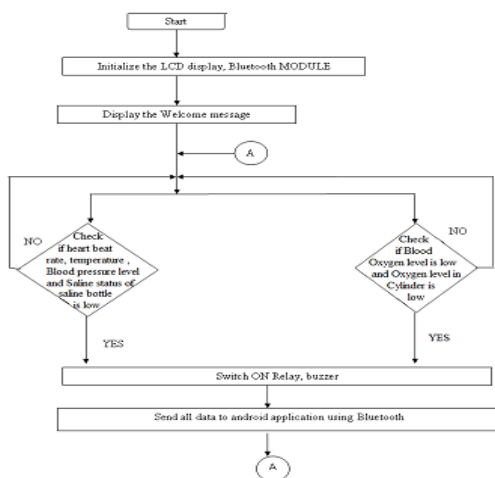 Start
Initialize the LCD display, Bluetooth MODULE
Display the Welcome message
A
NO
Check
if heart beat
rate, temperature ,
Blood pressure level
and Saline status of
saline bottle
is low
YES
NO
Check
if Blood
Oxygen level is low
and Oxygen level in
Cylinder is
low
YES
Switch ON Relay, buzzer
Send all data to android application using Bluetooth
A